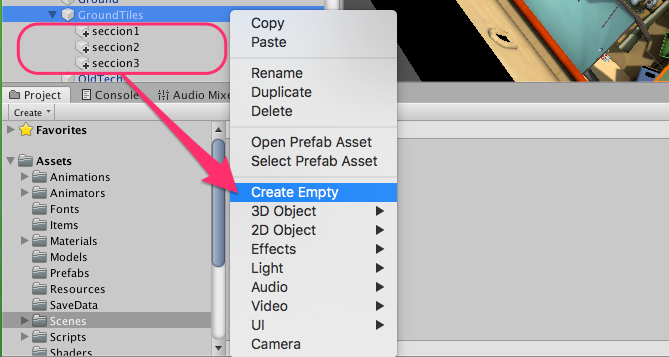 Ground
GroundTiles
seccion1
seccion2
seccion3
OldTech
Project
Console
Audio Mixe
Create
Favorites
Assets
Animations
Animators
Fonts
Items
Materials
Models
Prefabs
Resources
SaveData
Scenes
Scripts
Shaders
Copy
Paste
Rename
Duplicate
Delete
Open Prefab Asset
Select Prefab Asset
Create Empty
3D Object
2D Object
Effects
Light
Audio
Video
UI
Camera